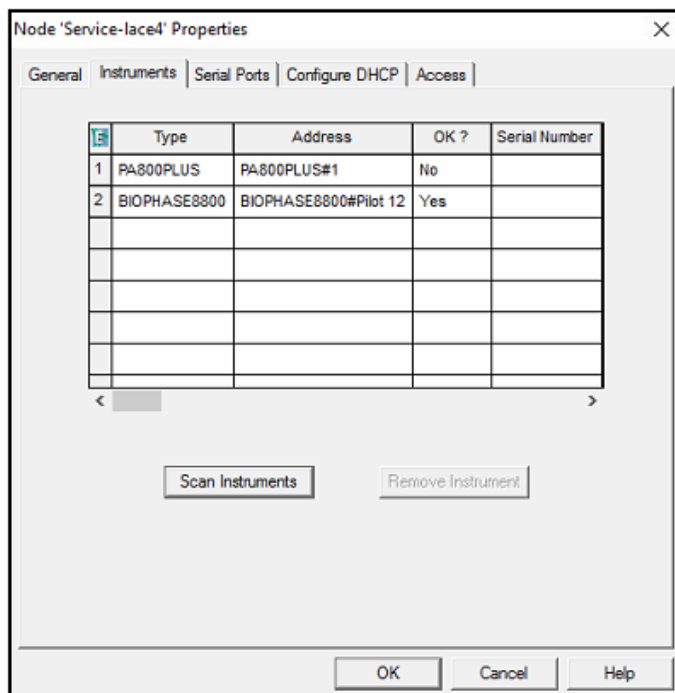 Node 'Service-lace4' Properties
General Instruments Serial Ports Configure DHCP Access
Type Address OK ? Serial Number
1 PA800PLUS PA800PLUS#1 No
2 BIOPHASE8800 BIOPHASE8800#Pilot 12 Yes
Scan Instruments Remove Instrument
OK Cancel Help